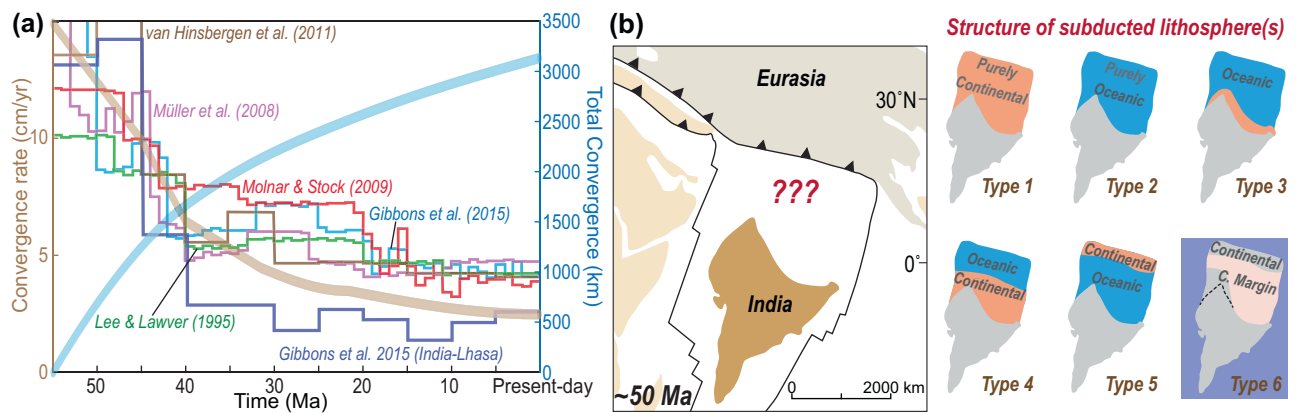 (a)
van Hinsbergen et al. (2011)
Müller et al. (2008)
Molnar & Stock (2009)
Gibbons et al. (2015)
Lee & Lawver (1995)
Gibbons et al. 2015 (India-Lhasa)
Convergence rate (cm/yr)
0
5
10
Total Convergence (km)
3500
3000
2500
2000
1500
1000
500
0
50
40
30
20
10
Present-day
Time (Ma)
(b)
Eurasia
30°N
???
0°
India
~50 Ma
0
2000 km
Structure of subducted lithosphere(s)
Purely
Continental
Type 1
Purely
Oceanic
Type 2
Oceanic
Type 3
Oceanic
Continental
Type 4
Continental
Oceanic
Type 5
Continental
C. Margin
Type 6